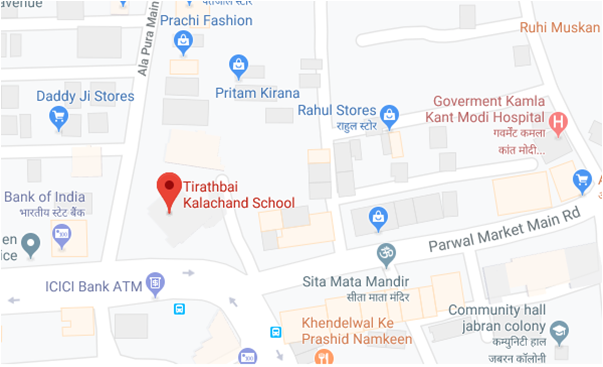 avenue
पतंजलि स्टोर
Prachi Fashion
Ruhi Muskan
Ala Pura Main
Daddy Ji Stores
Pritam Kirana
Rahul Stores
राहुल स्टोर
Goverment Kamla
Kant Modi Hospital
गवर्मेंट कमला
कांत मोदी...
H
Tirathbai
Kalachand School
Bank of India
भारतीय स्टेट बैंक
en
ice
Parwal Market Main Rd
ICICI Bank ATM
Sita Mata Mandir
सीता माता मंदिर
Khendelwal Ke
Prashid Namkeen
Community hall
jabran colony
कम्युनिटी हाल
जबरन कॉलोनी